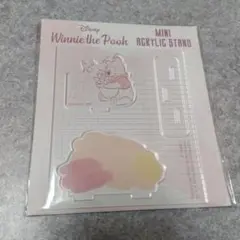 Disney
Winnie the Pooh
MINI
ACRYLIC STAND